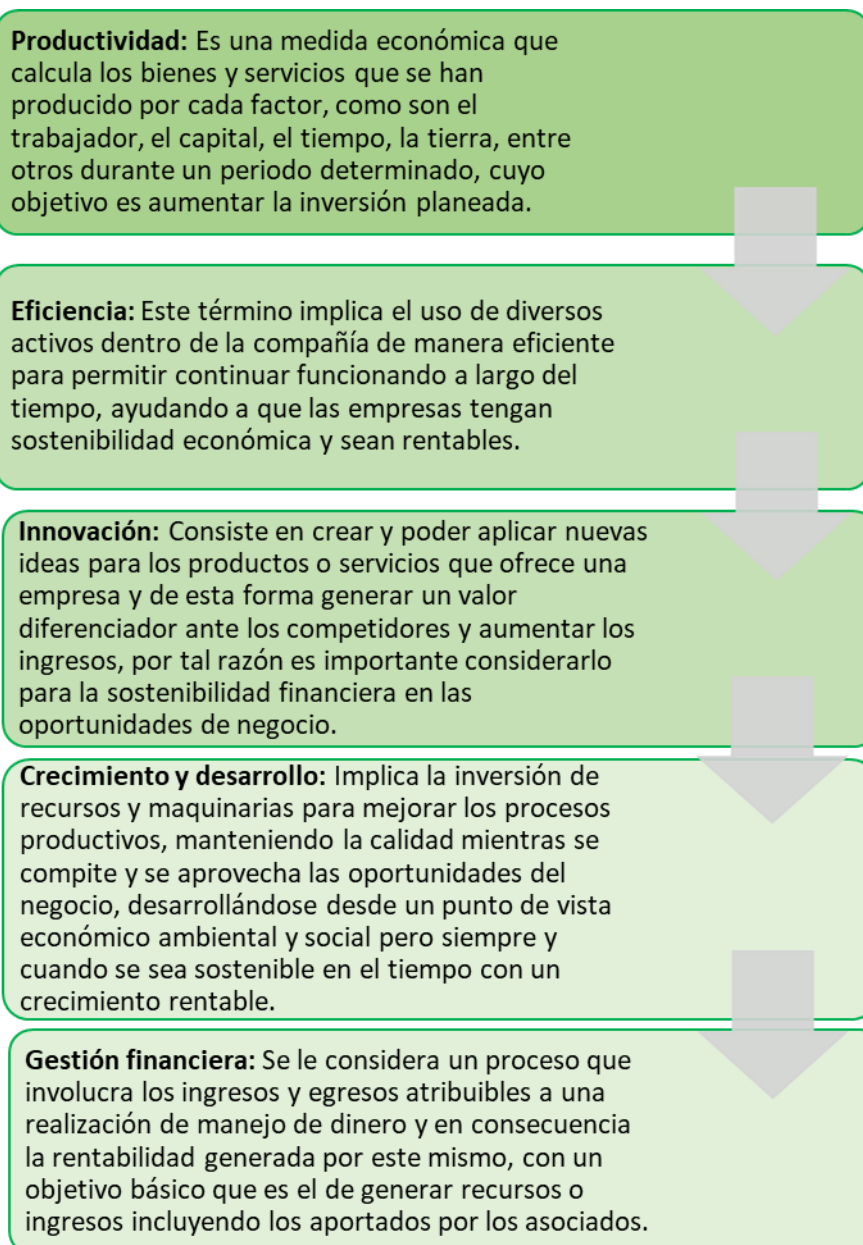 Productividad: Es una medida económica que
calcula los bienes y servicios que se han
producido por cada factor, como son el
trabajador, el capital, el tiempo, la tierra, entre
otros durante un periodo determinado, cuyo
objetivo es aumentar la inversión planeada.
Eficiencia: Este término implica el uso de diversos
activos dentro de la compañía de manera eficiente
para permitir continuar funcionando a largo del
tiempo, ayudando a que las empresas tengan
sostenibilidad económica y sean rentables.
Innovación: Consiste en crear y poder aplicar nuevas
ideas para los productos o servicios que ofrece una
empresa y de esta forma generar un valor
diferenciador ante los competidores y aumentar los
ingresos, por tal razón es importante considerarlo
para la sostenibilidad financiera en las
oportunidades de negocio.
Crecimiento y desarrollo: Implica la inversión de
recursos y maquinarias para mejorar los procesos
productivos, manteniendo la calidad mientras se
compite y se aprovecha las oportunidades del
negocio, desarrollándose desde un punto de vista
económico ambiental y social pero siempre y
cuando se sea sostenible en el tiempo con un
crecimiento rentable.
Gestión financiera: Se le considera un proceso que
involucra los ingresos y egresos atribuibles a una
realización de manejo de dinero y en consecuencia
la rentabilidad generada por este mismo, con un
objetivo básico que es el de generar recursos o
ingresos incluyendo los aportados por los asociados.